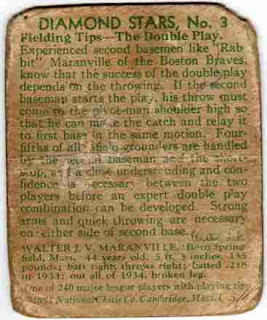 DIAMOND STARS, No. 3
Fielding Tips—The Double Play.
Experienced second basemen like "Rab
bit" Maranville of the Boston Braves,
know that the success of the double play
depends on the throwing. If the second
baseman starts the play, his throw must
come to the pivot-man shoulder high so
that he can make the catch and relay it
to first base in the same motion. Four-
fifths of all grounders are handled
by the second baseman and the short-
stop, a close understanding and con-
fidence is necessary between the two
players before an expert double play
combination can be developed. Strong
arms and quick throwing are necessary on
either side of second base.
WALTER J. V. MARANVILLE. Born Spring
field, Mass. 44 years old. 5 ft. 5 inches, 155
pounds; bats right; throws right; batted .218
in 1933; out all of 1934, broken leg.
One of 240 major league players with playing tips
National Chicle Co. Cambridge, Mass.